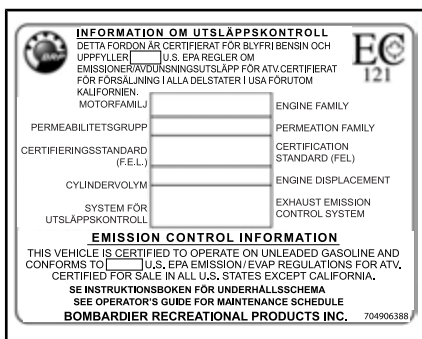 INFORMATION OM UTSLÄPPSKONTROLL
DETTA FORDON ÄR CERTIFIERAT FÖR BLYFRI BENSIN OCH
UPPFYLLER U.S. EPA REGLER OM
EMISSIONER/AVDUNSNINGSUTSLÄPP FÖR ATV.CERTIFIERAT
FÖR FÖRSÄLJNING I ALLA DELSTATER I USA FÖRUTOM
KALIFORNIEN.
EC
121
MOTORFAMILJ ENGINE FAMILY
PERMEABILITETSGRUPP PERMEATION FAMILY
CERTIFIERINGSSTANDARD CERTIFICATION
(F.E.L.) STANDARD (FEL)
CYLINDERVOLYM ENGINE DISPLACEMENT
SYSTEM FÖR EXHAUST EMISSION
UTSLÄPPSKONTROLL CONTROL SYSTEM
EMISSION CONTROL INFORMATION
THIS VEHICLE IS CERTIFIED TO OPERATE ON UNLEADED GASOLINE AND
CONFORMS TO U.S. EPA EMISSION/EVAP REGULATIONS FOR ATV.
CERTIFIED FOR SALE IN ALL U.S. STATES EXCEPT CALIFORNIA.
SE INSTRUKTIONSBOKEN FÖR UNDERHÅLLSSCHEMA
SEE OPERATOR'S GUIDE FOR MAINTENANCE SCHEDULE
BOMBARDIER RECREATIONAL PRODUCTS INC. 704906388